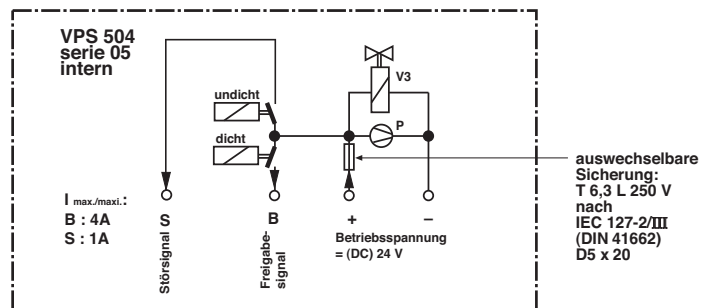 VPS 504
serie 05
intern
V3
undicht
P
dicht
auswechselbare
Sicherung:
T 6,3 L 250 V
nach
IEC 127-2/III
(DIN 41662)
D5 x 20
I max./maxi.:
B : 4A
S : 1A
S
B
+
–
Störsignal
Freigabe-
signal
Betriebsspannung
= (DC) 24 V